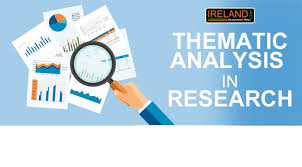 IRELAND
THEMATIC
ANALYSIS
IN
RESEARCH